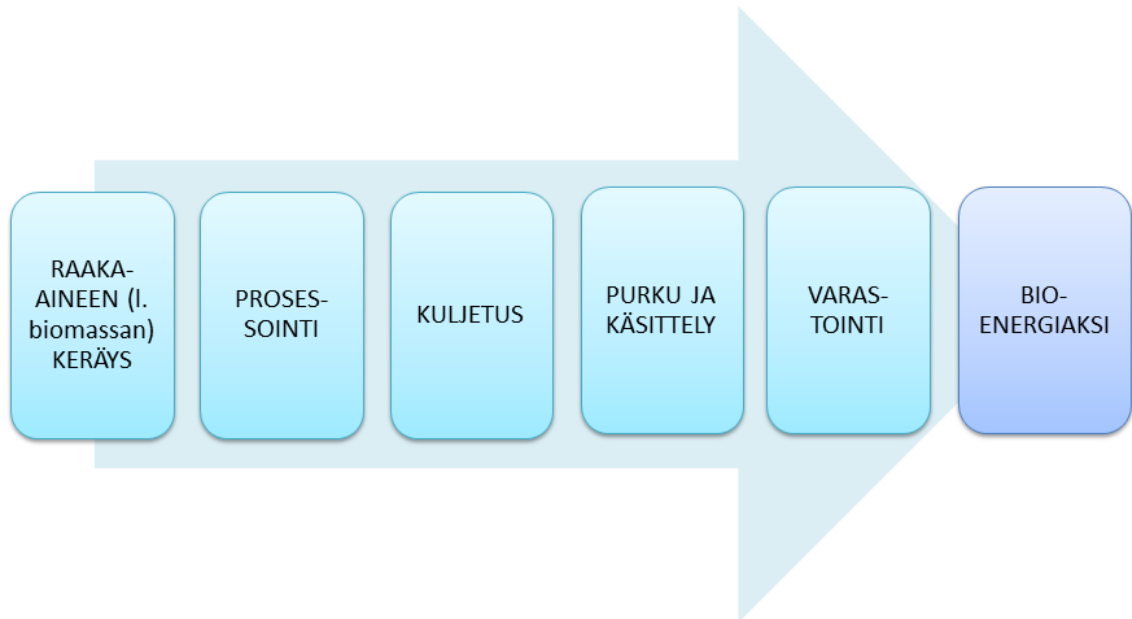 RAAKA-
AINEEN (l.
biomassan)
KERÄYS
PROSES-
SOINTI
KULJETUS
PURKU JA
KÄSITTELY
VARAS-
TOINTI
BIO-
ENERGIAKSI